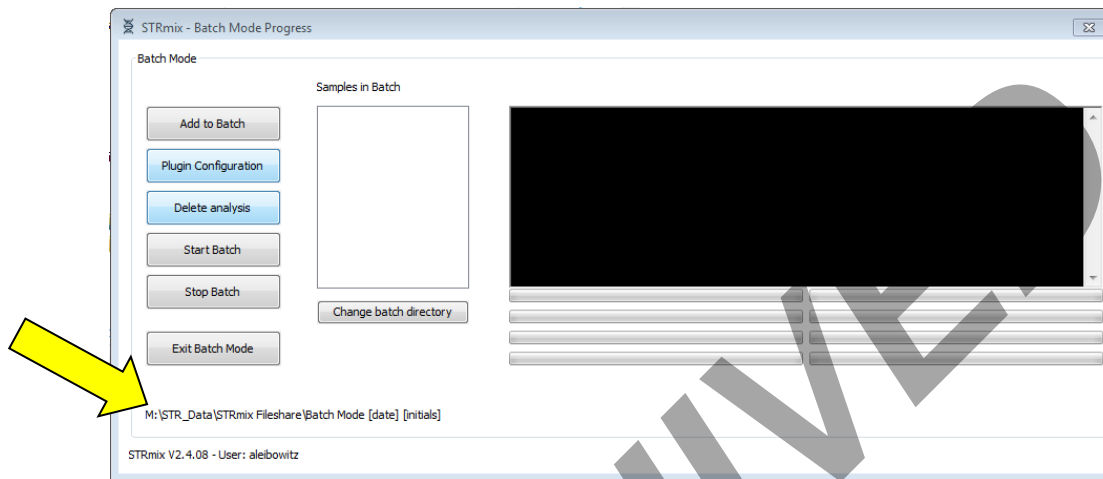 STRmix - Batch Mode Progress
Batch Mode
Samples in Batch
Add to Batch
Plugin Configuration
Delete analysis
Start Batch
Stop Batch
Change batch directory
Exit Batch Mode
M:\STR_Data\STRmix Fileshare\Batch Mode [date] [initials]
STRmix V2.4.08 - User: aleibowitz